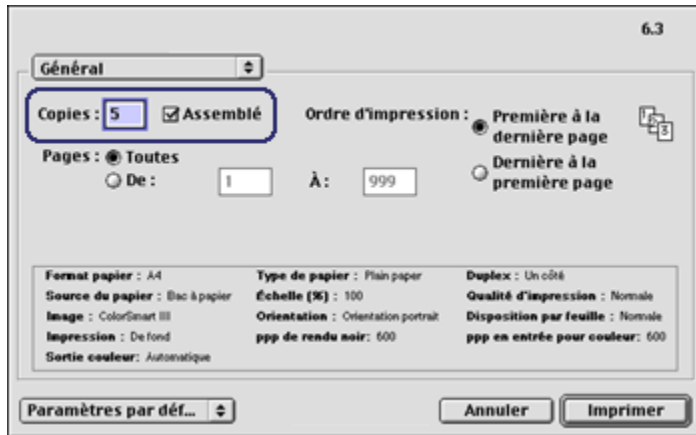 6.3
Général
Copies : 5 Assemblé Ordre d'impression : Première à la dernière page
Pages : Toutes Dernière à la première page
De : 1 À : 999
Format papier : A4 Type de papier : Plain paper Duplex : Un côté
Source du papier : Bac à papier Échelle (%) : 100 Qualité d'impression : Normale
Image : ColorSmart III Orientation : Orientation portrait Disposition par feuille : Normale
Impression : De fond ppp de rendu noir: 600 ppp en entrée pour couleur: 600
Sortie couleur: Automatique
Paramètres par déf... Annuler Imprimer